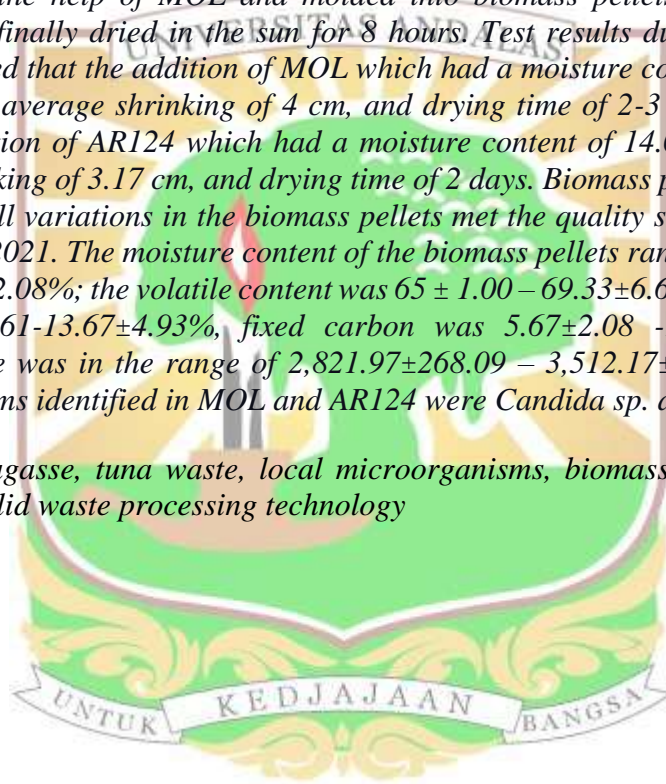 the help of MOL and molded into biomass pellets
finally dried in the sun for 8 hours. Test results du
UNIVERSITAS ANDALAS
ed that the addition of MOL which had a moisture co
average shrinking of 4 cm, and drying time of 2-3
ion of AR124 which had a moisture content of 14.
king of 3.17 cm, and drying time of 2 days. Biomass p
ll variations in the biomass pellets met the quality s
2021. The moisture content of the biomass pellets ran
2.08%; the volatile content was 65 ± 1.00 – 69.33±6.6
61-13.67±4.93%, fixed carbon was 5.67±2.08 -
e was in the range of 2,821.97±268.09 – 3,512.17±
ms identified in MOL and AR124 were Candida sp. a
agasse, tuna waste, local microorganisms, biomass
lid waste processing technology
UNTUK KEDJAJAAN BANGSA